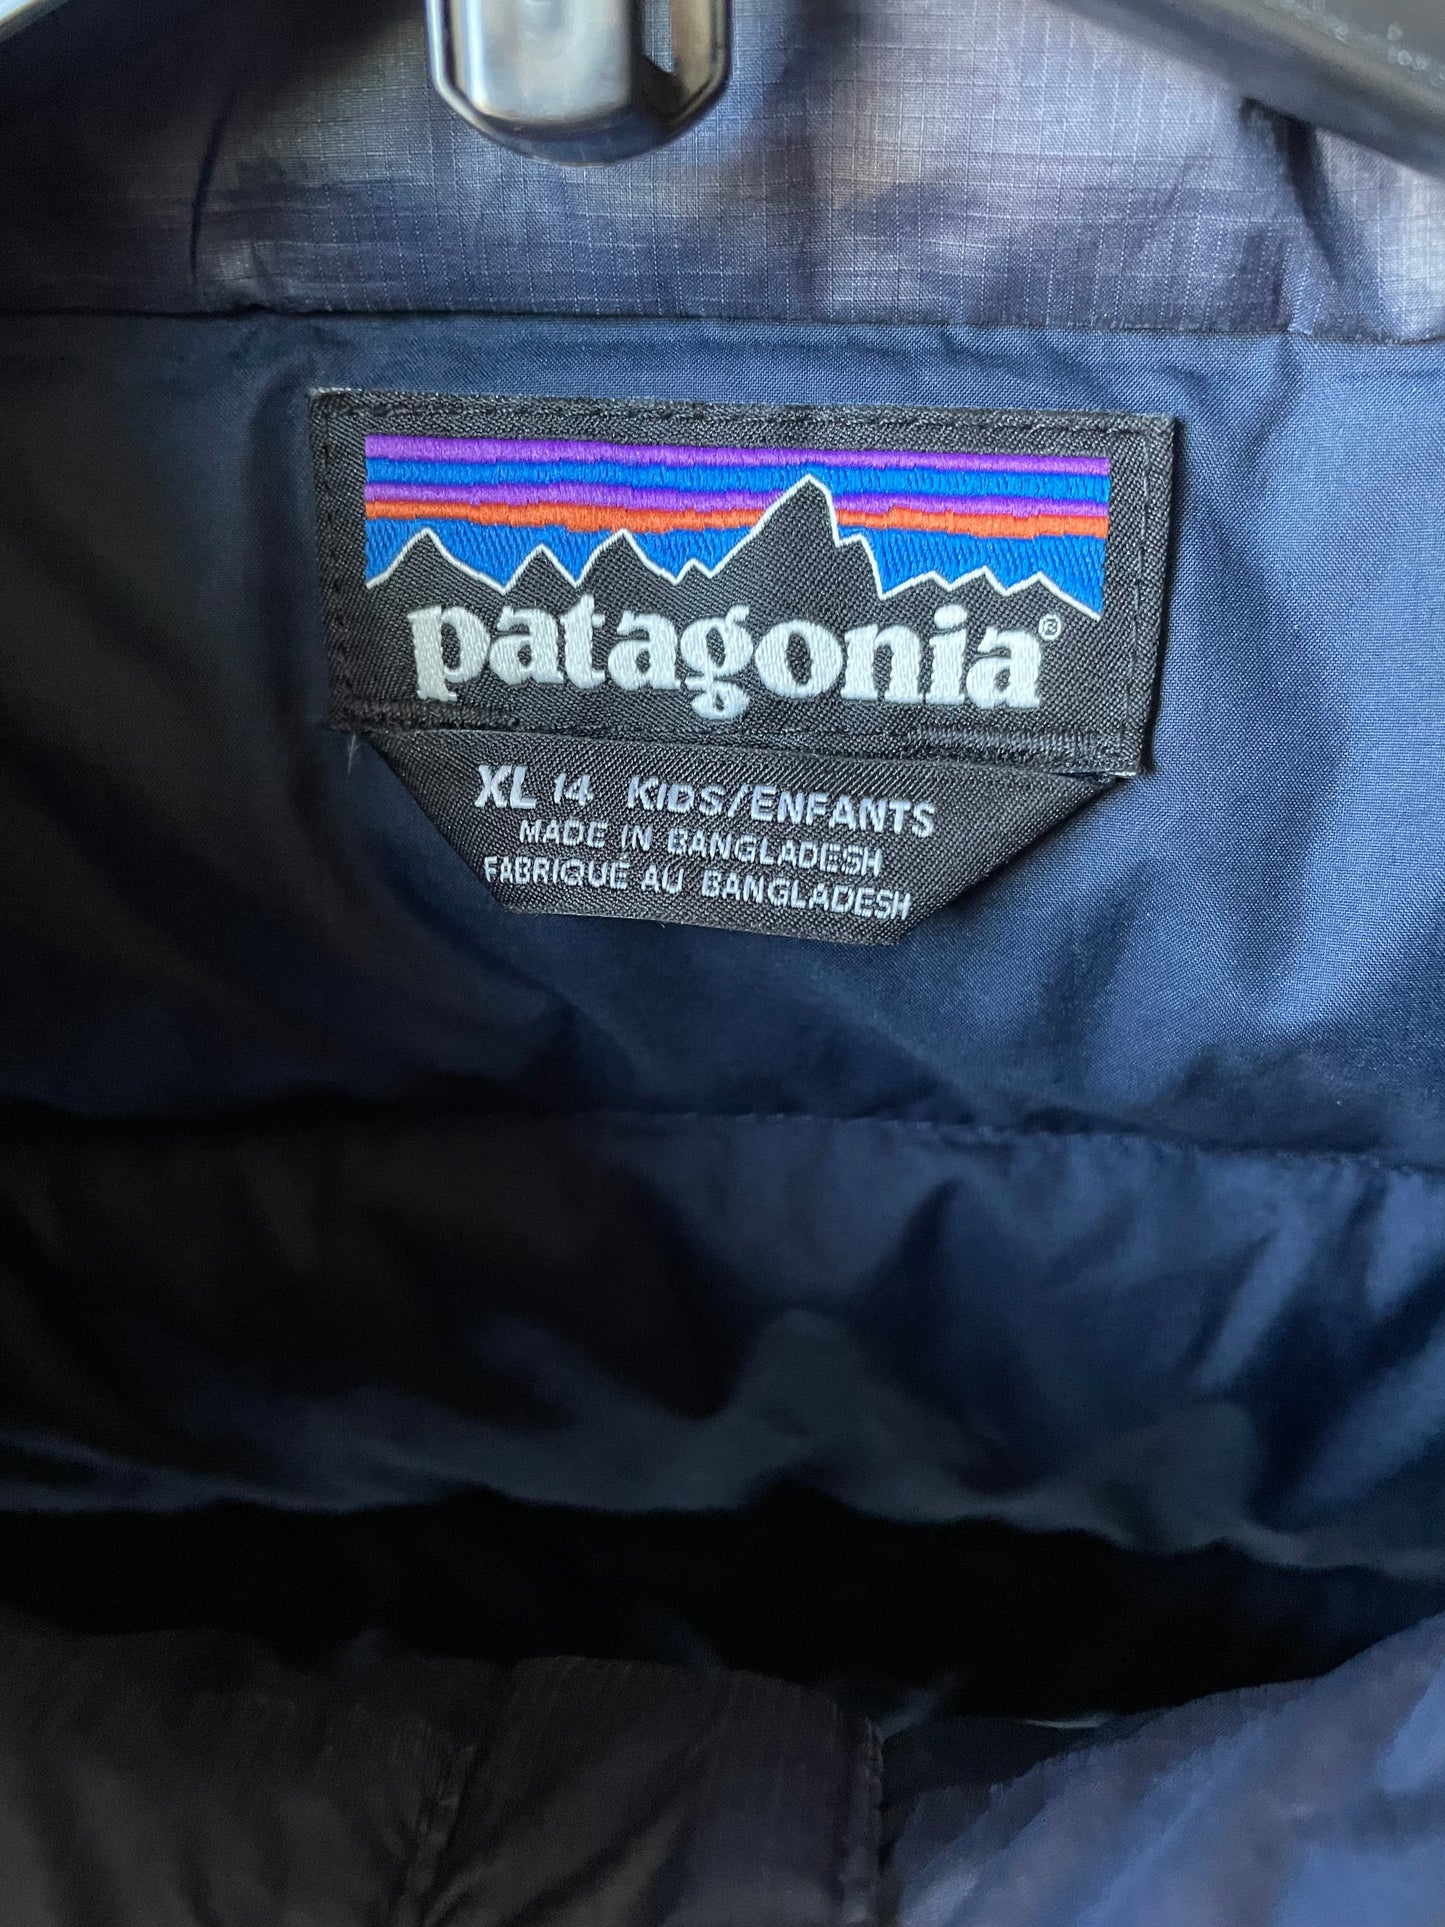 patagonia®
XL 14 KIDS/ENFANTS
MADE IN BANGLADESH
FABRIQUÉ AU BANGLADESH